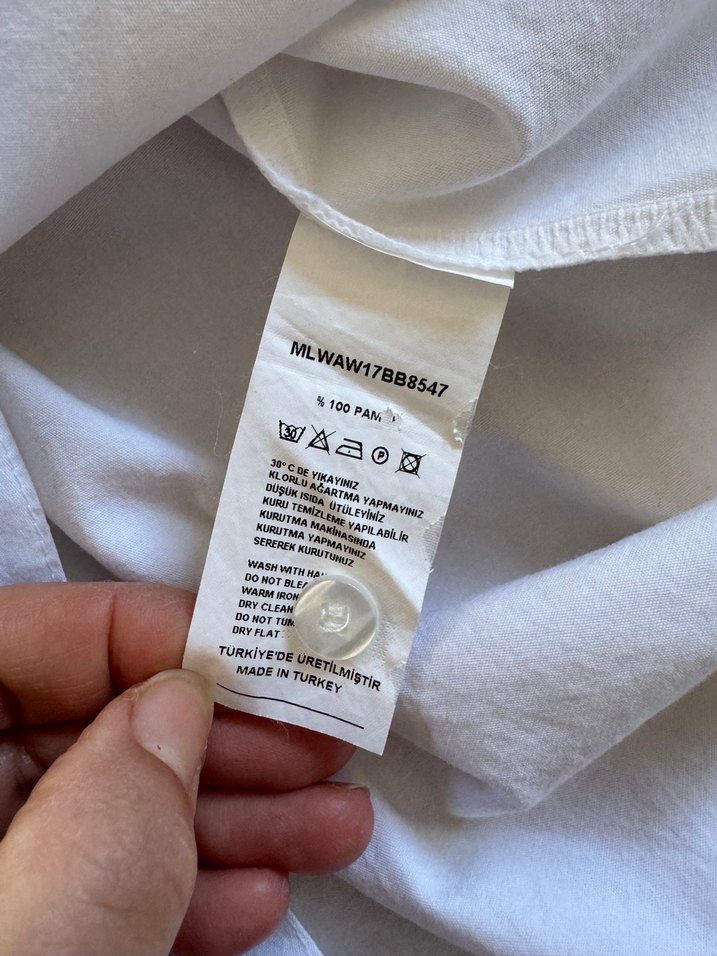 MLWAW17BB8547
% 100
30
P
30° C DE YIKAYINIZ
KLORLU AĞARTMA YAPMAYINIZ
DÜŞÜK ISIDA ÜTÜLEYİNİZ
KURU TEMİZLEME YAPILABİLİR
KURUTMA MAKİNASINDA
KURUTMA YAPMAYINIZ
SEREREK KURUTUNUZ
WASH WITH
DO NOT
WARM IRON
DRY CLEAN
DO NOT
DRY FLAT
TÜRKİYE'DE ÜRETİLMİŞTİR
MADE IN TURKEY